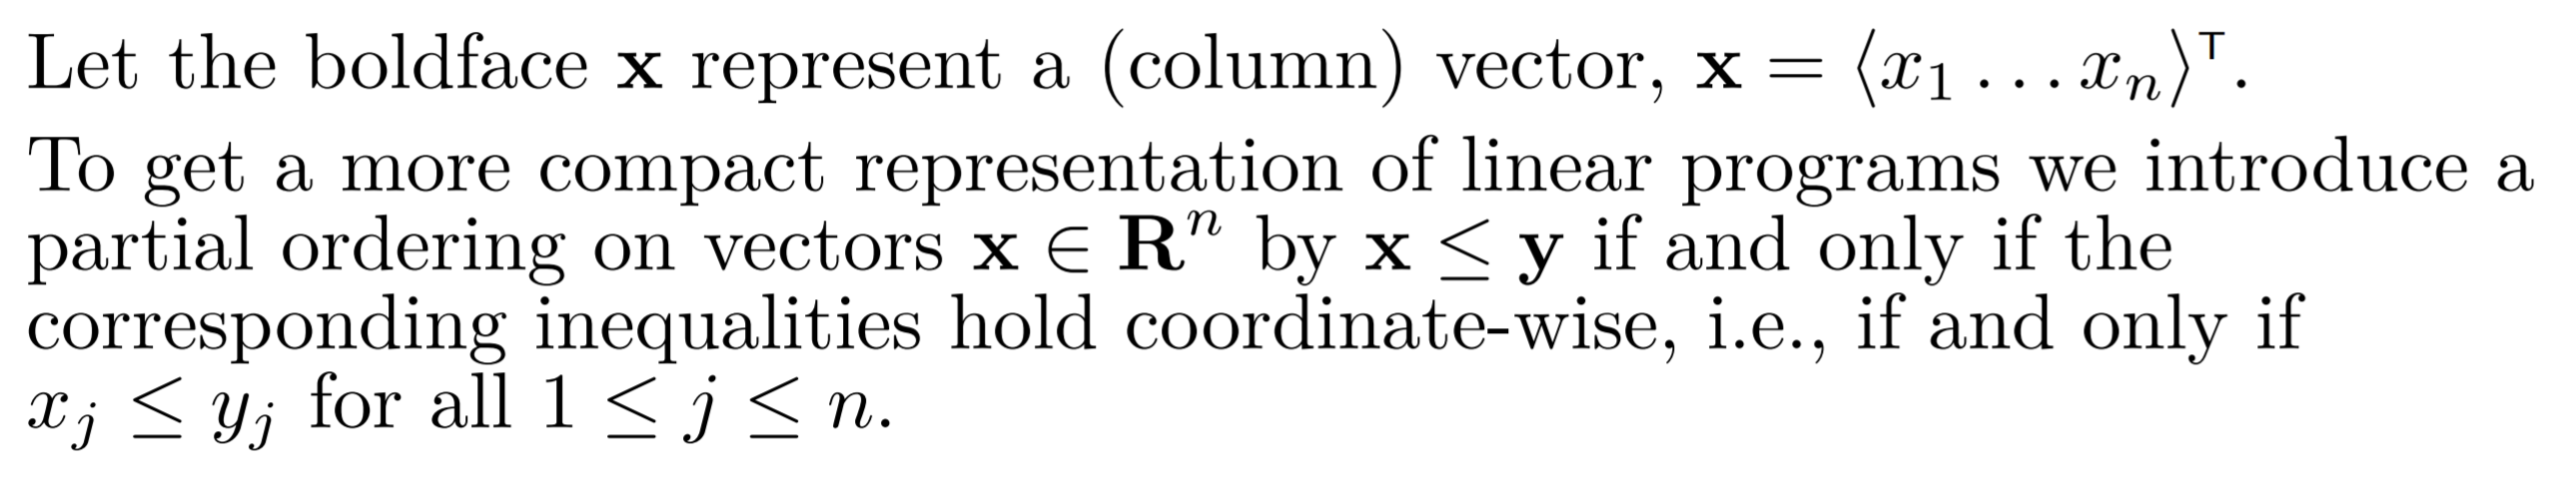 Let the boldface x represent a (column) vector, x = ⟨x₁ … xₙ⟩ᵀ.
To get a more compact representation of linear programs we introduce a
partial ordering on vectors x ∈ Rⁿ by x ≤ y if and only if the
corresponding inequalities hold coordinate-wise, i.e., if and only if
xⱼ ≤ yⱼ for all 1 ≤ j ≤ n.